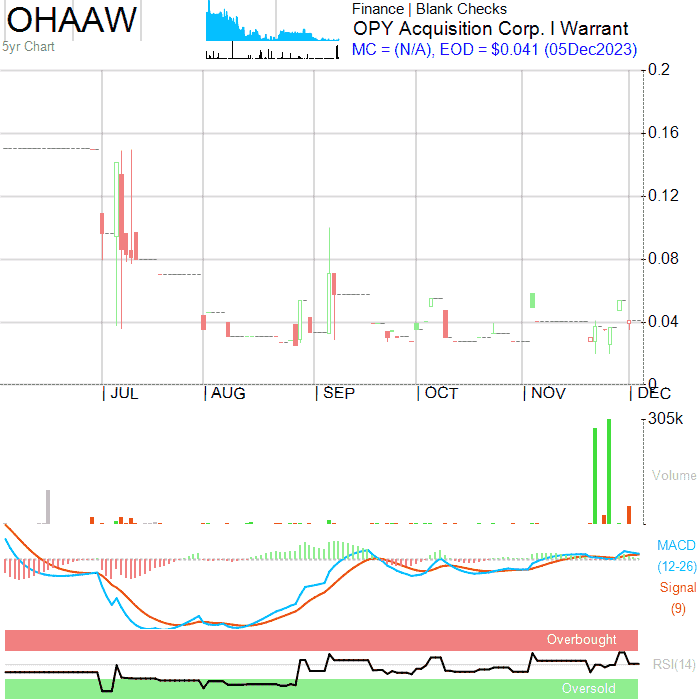 OHAAW
5yr Chart
Finance | Blank Checks
OPY Acquisition Corp. I Warrant
MC = (N/A), EOD = $0.041 (05Dec2023)
0.2
0.16
0.12
0.08
0.04
0
| JUL
| AUG
| SEP
| OCT
| NOV
| DEC
305k
Volume
MACD
(12-26)
Signal
(9)
Overbought
RSI(14)
Oversold